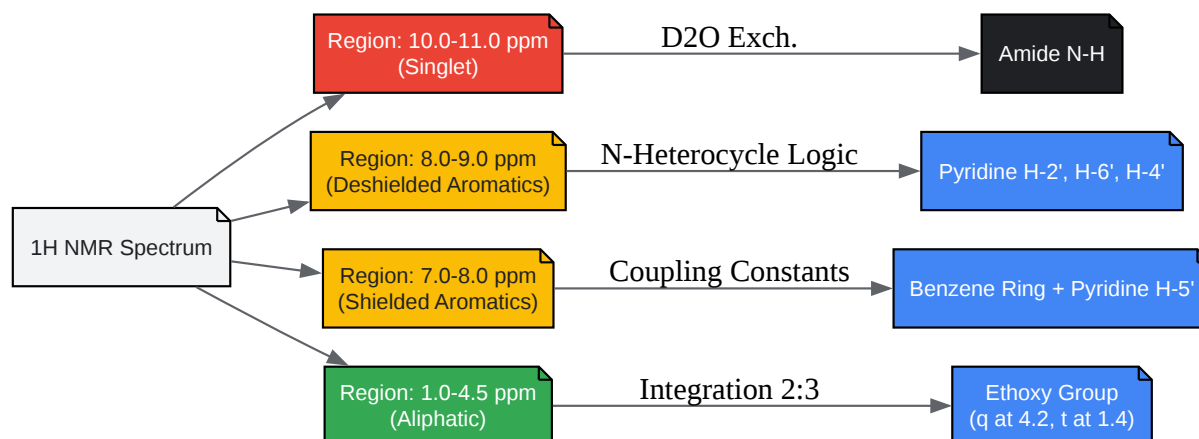 Region: 10.0-11.0 ppm
(Singlet)
D2O Exch.
Amide N-H
Region: 8.0-9.0 ppm
(Deshielded Aromatics)
N-Heterocycle Logic
Pyridine H-2', H-6', H-4'
1H NMR Spectrum
Region: 7.0-8.0 ppm
(Shielded Aromatics)
Coupling Constants
Benzene Ring + Pyridine H-5'
Region: 1.0-4.5 ppm
(Aliphatic)
Integration 2:3
Ethoxy Group
(q at 4.2, t at 1.4)